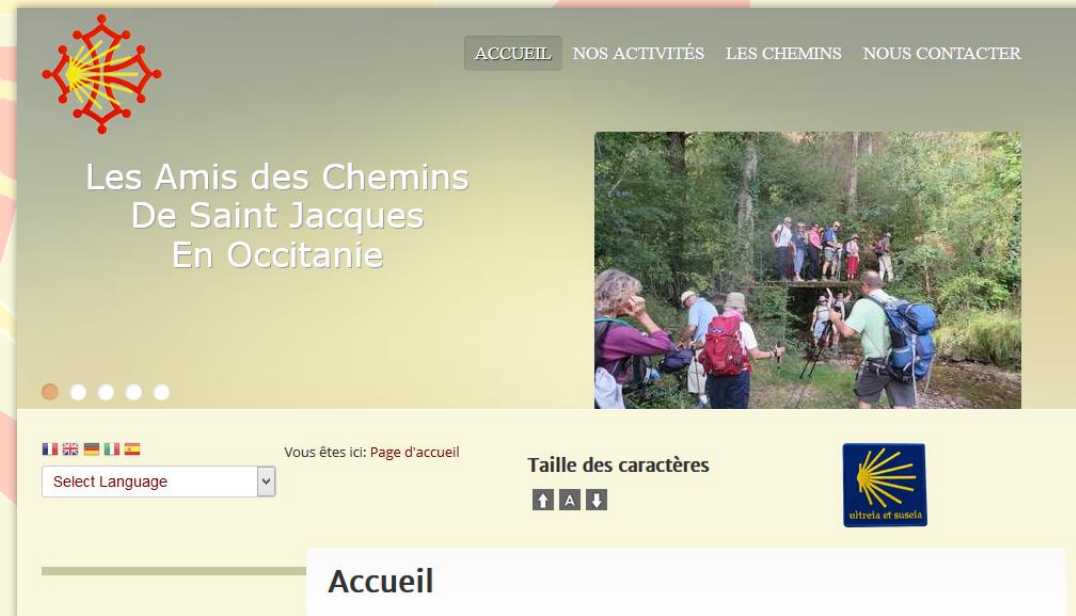 ACCUEIL NOS ACTIVITÉS LES CHEMINS NOUS CONTACTER
Les Amis des Chemins
De Saint Jacques
En Occitanie
Vous êtes ici: Page d'accueil
Select Language
Taille des caractères
A
ultreia et suseia
Accueil